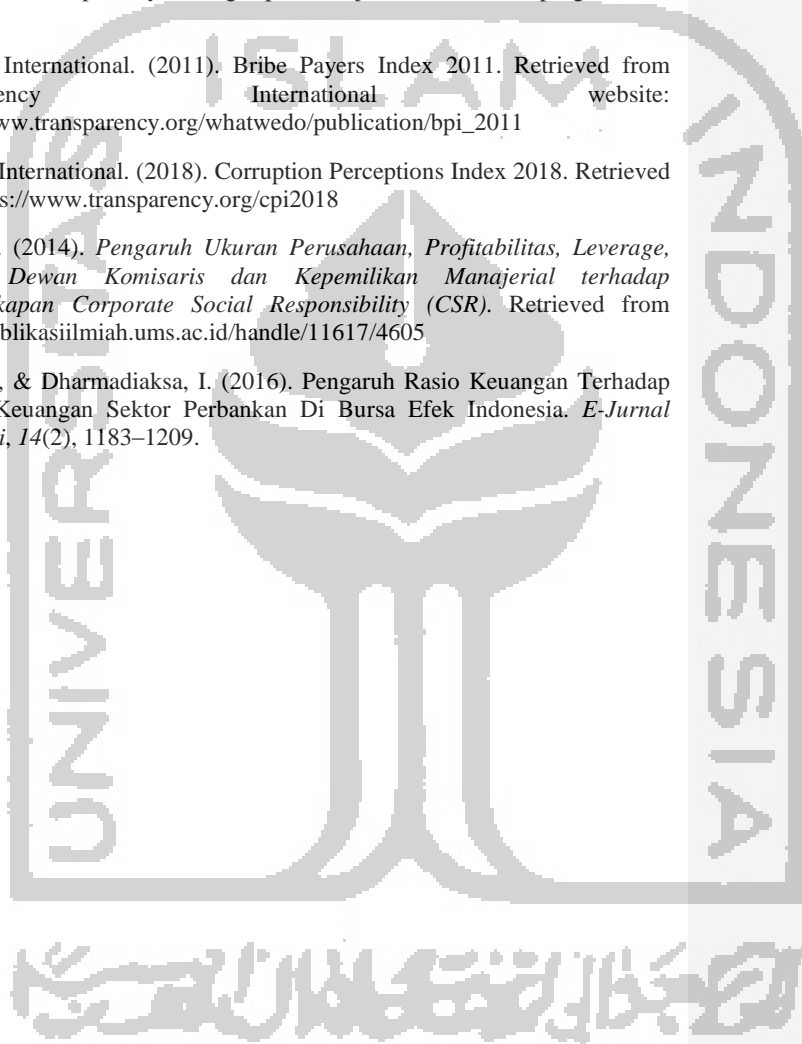 ISLAM
International. (2011). Bribe Payers Index 2011. Retrieved from
ency International website:
ww.transparency.org/whatwedo/publication/bpi_2011
International. (2018). Corruption Perceptions Index 2018. Retrieved
s://www.transparency.org/cpi2018
(2014). Pengaruh Ukuran Perusahaan, Profitabilitas, Leverage,
Dewan Komisaris dan Kepemilikan Manajerial terhadap
kapan Corporate Social Responsibility (CSR). Retrieved from
blikasiilmiah.ums.ac.id/handle/11617/4605
, & Dharmadiaksa, I. (2016). Pengaruh Rasio Keuangan Terhadap
Keuangan Sektor Perbankan Di Bursa Efek Indonesia. E-Jurnal
i, 14(2), 1183–1209.
UNIVERSITAS
INDONESIA